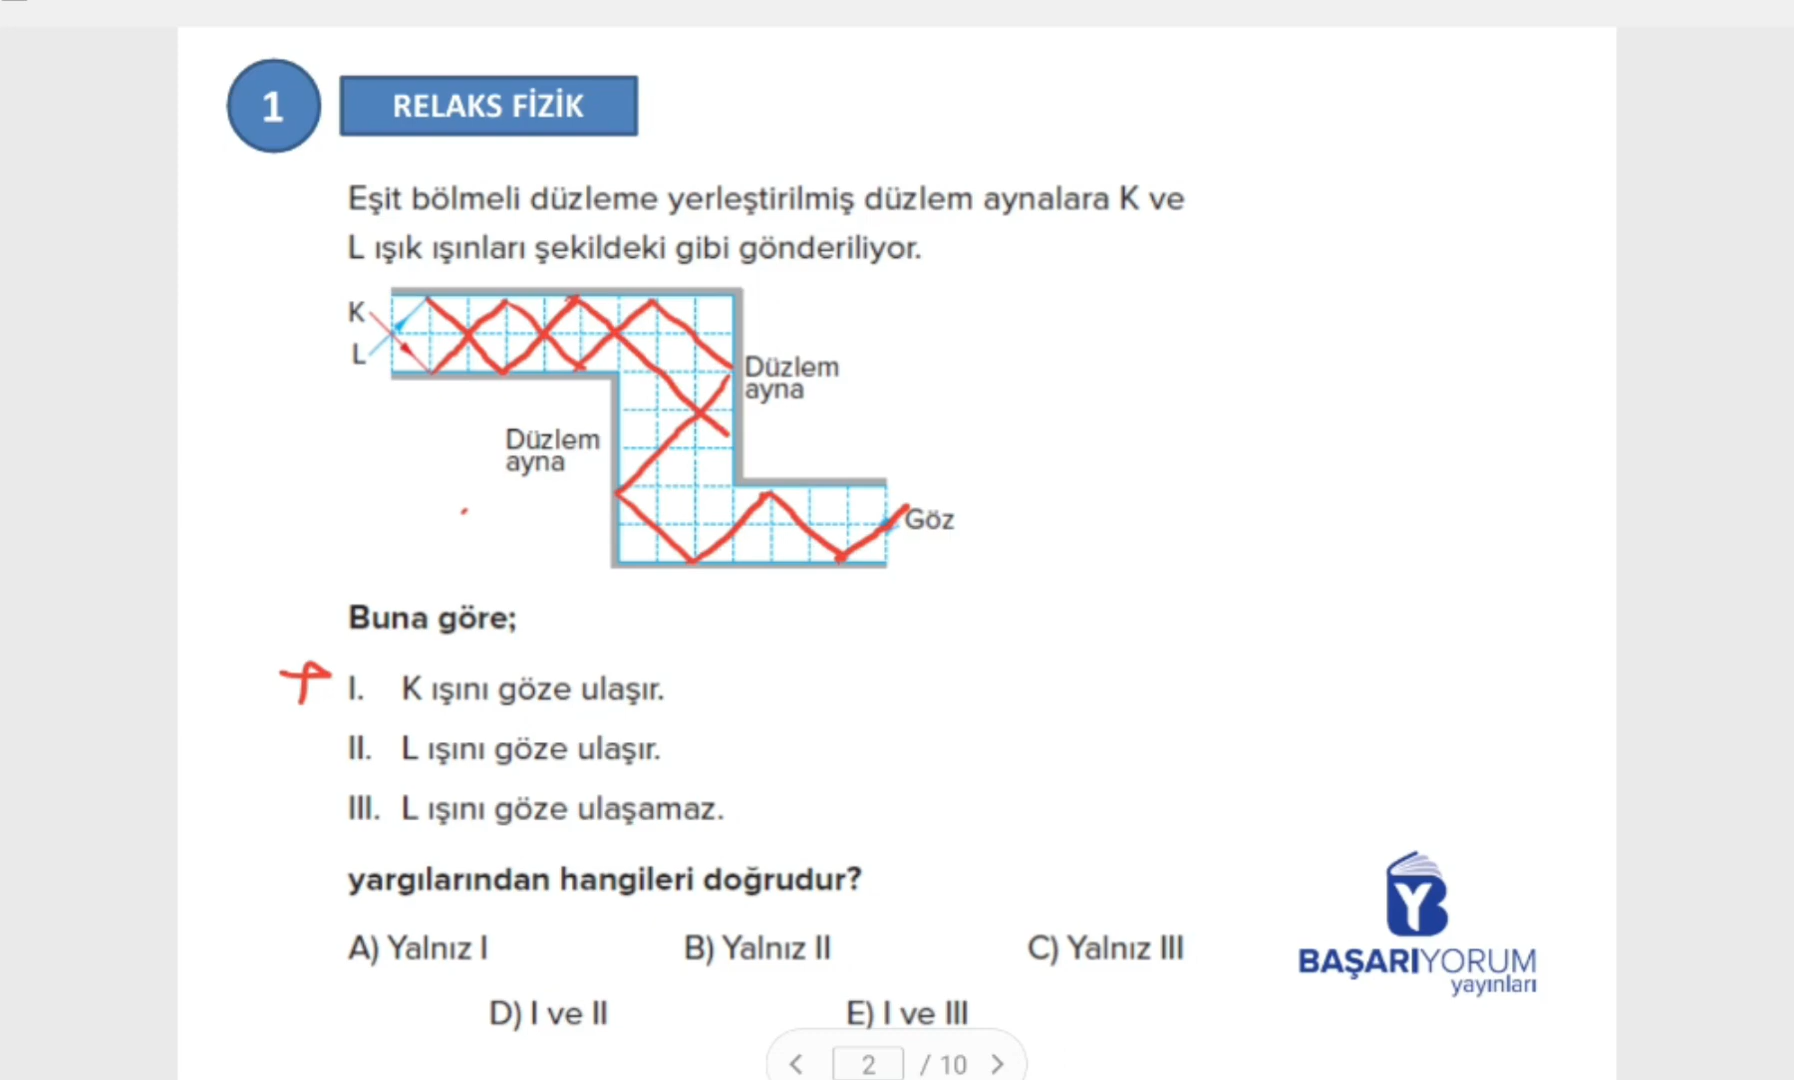 1
RELAKS FİZİK
Eşit bölmeli düzleme yerleştirilmiş düzlem aynalara K ve
L ışık ışınları şekildeki gibi gönderiliyor.
K
L
Düzlem
ayna
Düzlem
ayna
Göz
Buna göre;
I. K ışını göze ulaşır.
II. L ışını göze ulaşır.
III. L ışını göze ulaşamaz.
yargılarından hangileri doğrudur?
A) Yalnız I B) Yalnız II C) Yalnız III
D) I ve II E) I ve III
BAŞARIYORUM
yayınları
2 / 10